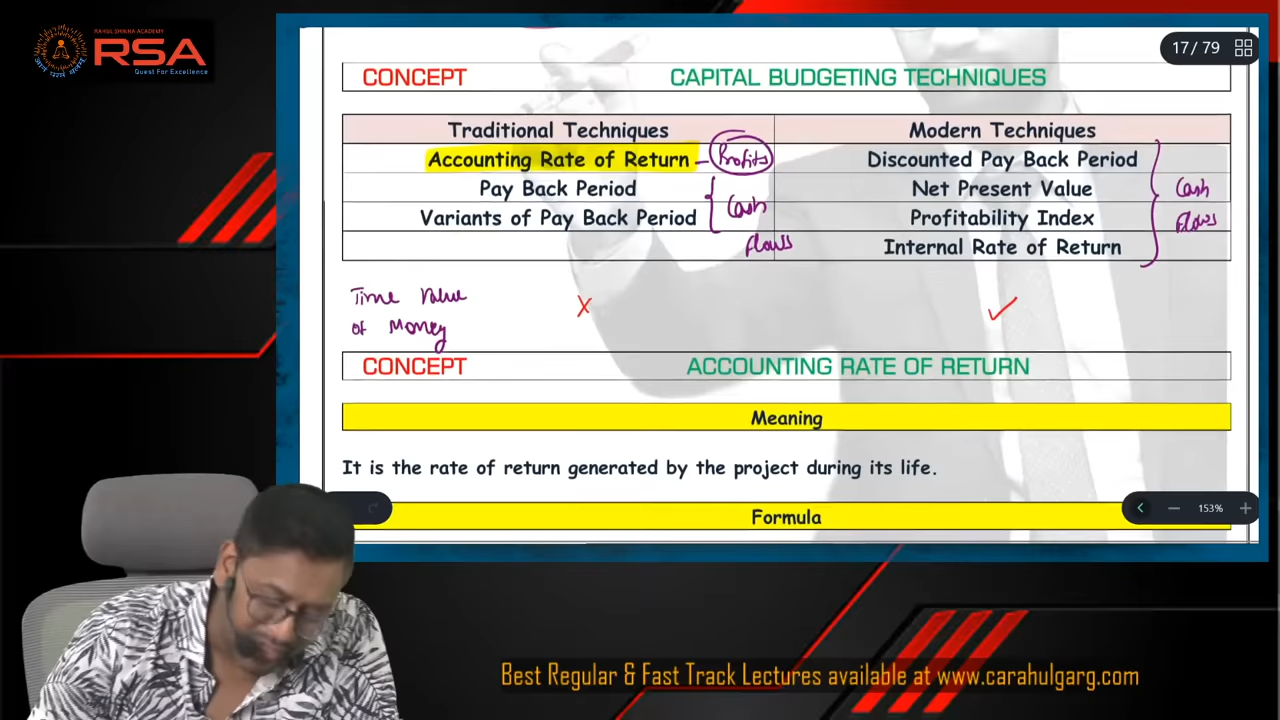 RAHUL SHINNA ACADEMY
RSA
Quest For Excellence
17 / 79
CONCEPT CAPITAL BUDGETING TECHNIQUES
Traditional Techniques Modern Techniques
Accounting Rate of Return Profits Discounted Pay Back Period
Pay Back Period Cash Net Present Value Cash
Variants of Pay Back Period flows Profitability Index Flows
Internal Rate of Return
Time Value
of Money
CONCEPT ACCOUNTING RATE OF RETURN
Meaning
It is the rate of return generated by the project during its life.
Formula
153%
Best Regular & Fast Track Lectures available at www.carahulgarg.com